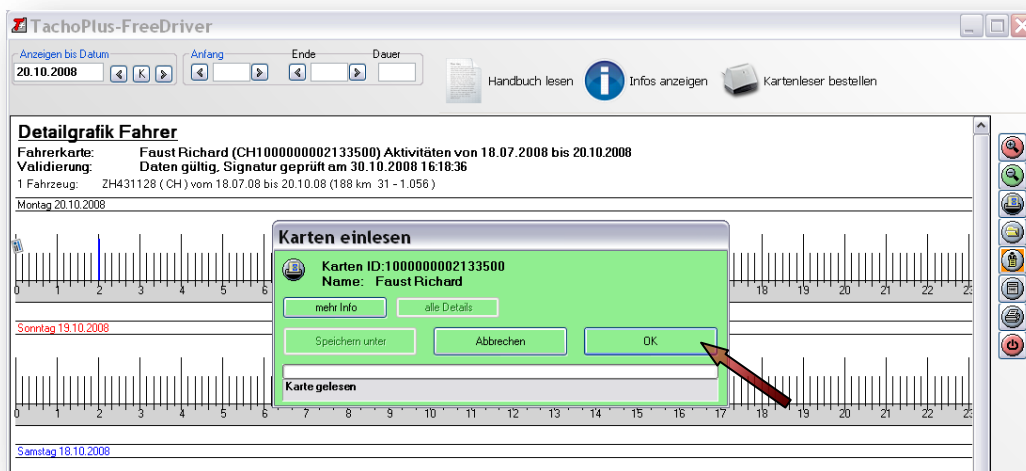 TachoPlus-FreeDriver
Anzeigen bis Datum Anfang Ende Dauer
20.10.2008 K
Handbuch lesen Infos anzeigen Kartenleser bestellen
Detailgrafik Fahrer
Fahrerkarte: Faust Richard (CH1000000002133500) Aktivitäten von 18.07.2008 bis 20.10.2008
Validierung: Daten gültig, Signatur geprüft am 30.10.2008 16:18:36
1 Fahrzeug: ZH431128 ( CH ) vom 18.07.08 bis 20.10.08 (188 km 31 - 1.056 )
Montag 20.10.2008
Karten einlesen
Karten ID:1000000002133500
Name: Faust Richard
0 1 2 3 4 5 6 18 19 20 21 22 23
mehr Info alle Details
Sonntag 19.10.2008
Speichern unter Abbrechen OK
Karte gelesen
0 1 2 3 4 5 6 7 8 9 10 11 12 13 14 15 16 17 18 19 20 21 22 23
Samstag 18.10.2008